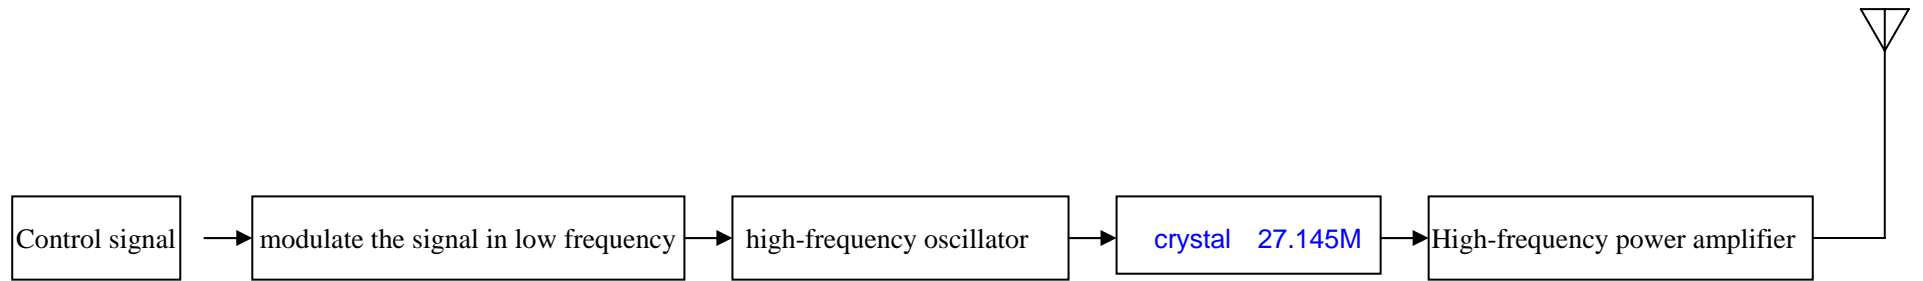 Control signal
modulate the signal in low frequency
high-frequency oscillator
crystal 27.145M
High-frequency power amplifier